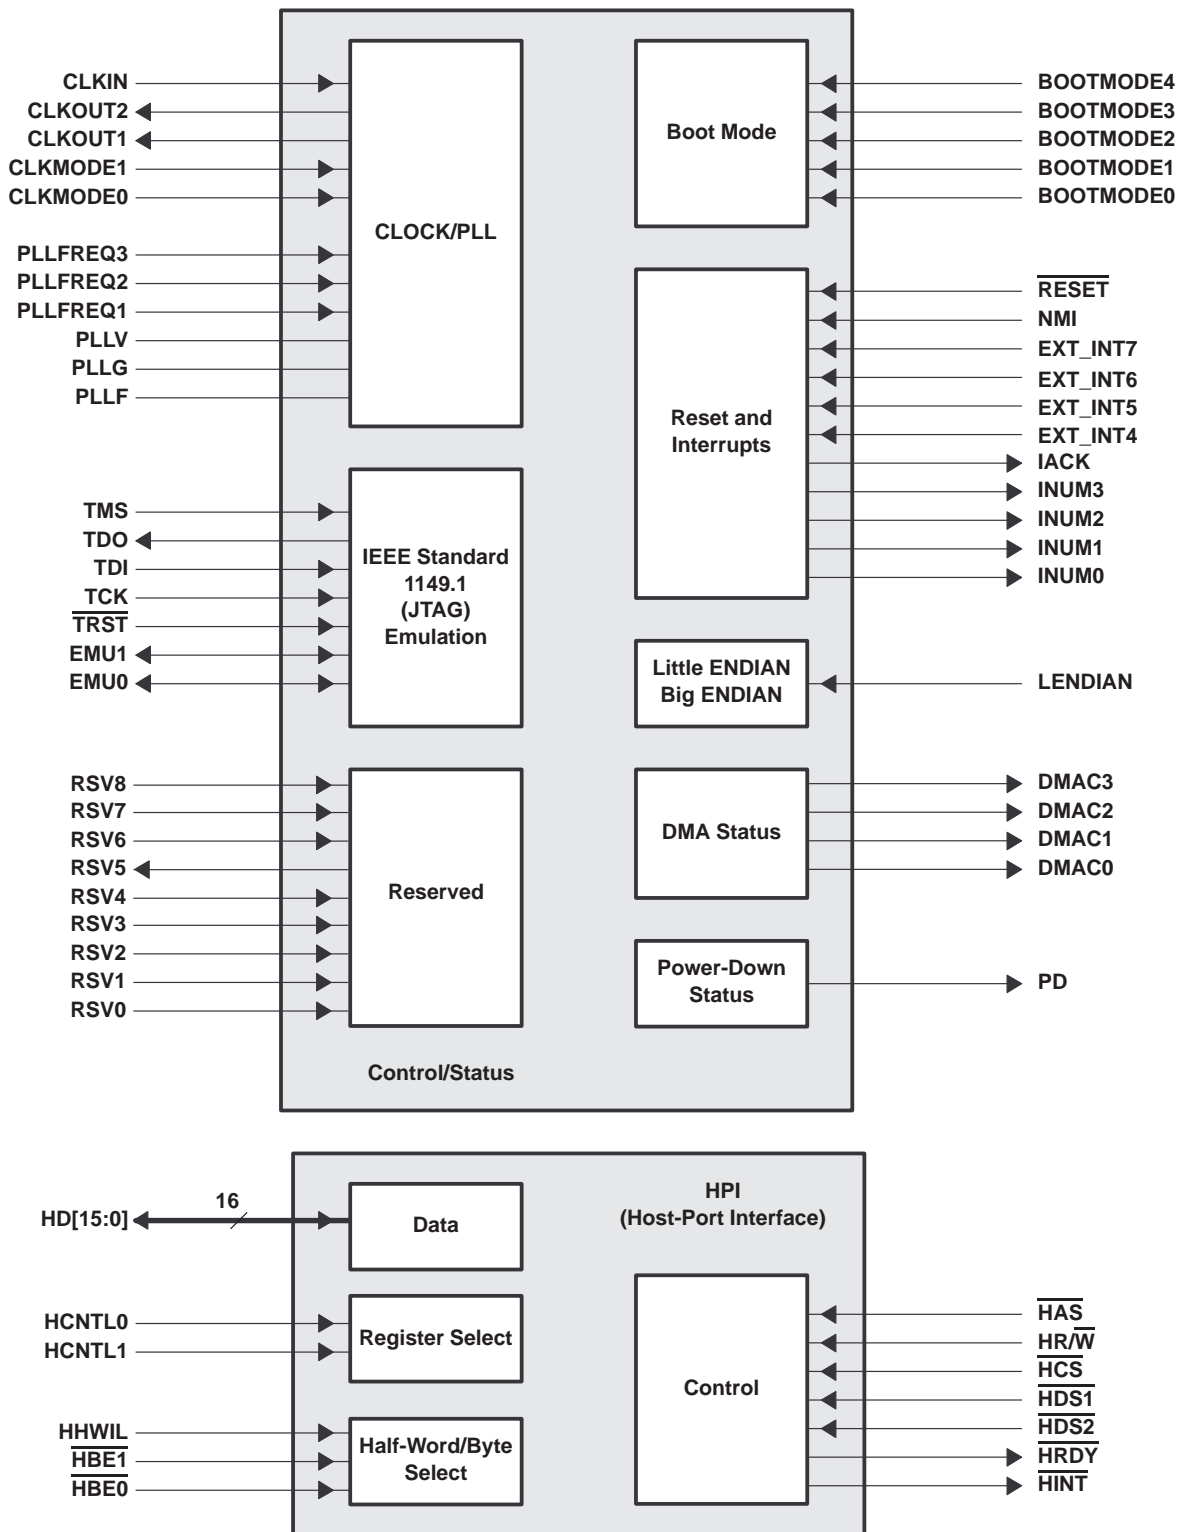 CLKIN
CLKOUT2
CLKOUT1
CLKMODE1
CLKMODE0
PLLFREQ3
PLLFREQ2
PLLFREQ1
PLLV
PLLG
PLLF
CLOCK/PLL
Boot Mode
BOOTMODE4
BOOTMODE3
BOOTMODE2
BOOTMODE1
BOOTMODE0
Reset and
Interrupts
RESET
NMI
EXT_INT7
EXT_INT6
EXT_INT5
EXT_INT4
IACK
INUM3
INUM2
INUM1
INUM0
TMS
TDO
TDI
TCK
TRST
EMU1
EMU0
IEEE Standard
1149.1
(JTAG)
Emulation
Little ENDIAN
Big ENDIAN
LENDIAN
RSV8
RSV7
RSV6
RSV5
RSV4
RSV3
RSV2
RSV1
RSV0
Reserved
DMA Status
DMAC3
DMAC2
DMAC1
DMAC0
Power-Down
Status
PD
Control/Status
HD[15:0]
16
Data
HPI
(Host-Port Interface)
HCNTL0
HCNTL1
Register Select
HHWIL
HBE1
HBE0
Half-Word/Byte
Select
Control
HAS
HR/W
HCS
HDS1
HDS2
HRDY
HINT